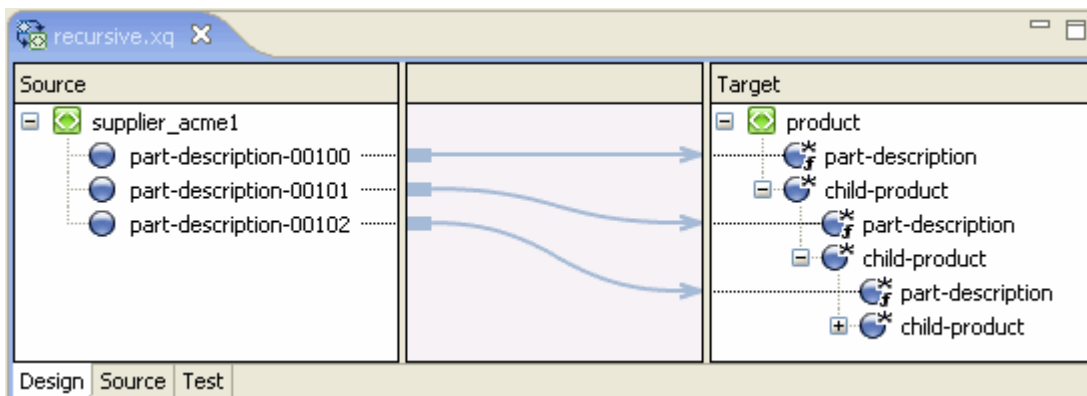 recursive.xq
Source
Target
supplier_acme1
product
part-description-00100
part-description
part-description-00101
child-product
part-description-00102
part-description
child-product
part-description
child-product
Design Source Test